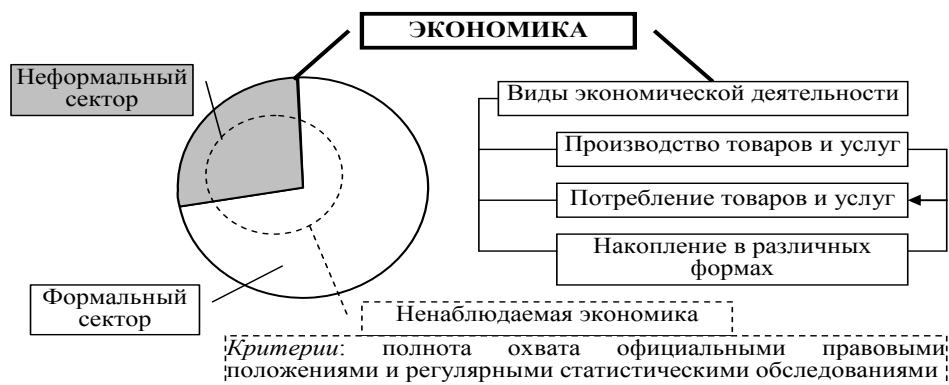 ЭКОНОМИКА
Неформальный
сектор
Формальный
сектор
Виды экономической деятельности
Производство товаров и услуг
Потребление товаров и услуг
Накопление в различных
формах
Ненаблюдаемая экономика
Критерии: полнота охвата официальными правовыми
положениями и регулярными статистическими обследованиями